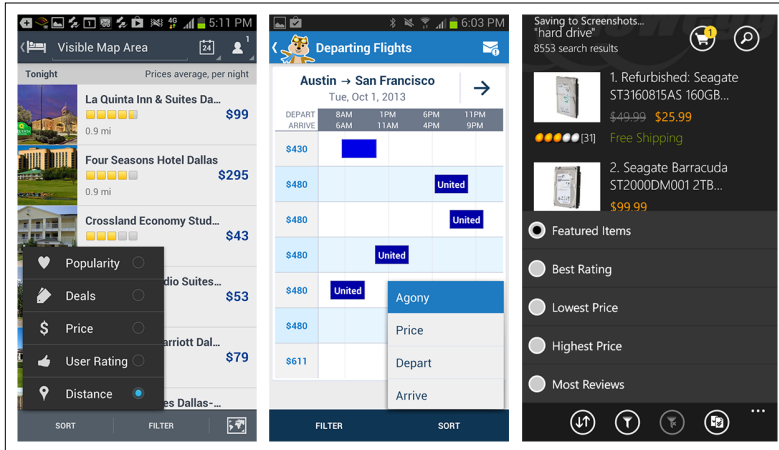 5:11 PM
Visible Map Area
24
1
Tonight
Prices average, per night
La Quinta Inn & Suites Da...
$99
0.9 mi
Four Seasons Hotel Dallas
$295
0.9 mi
Crossland Economy Stud...
$43
Popularity
dio Suites...
Deals
$53
$ Price
arriott Dal...
User Rating
$79
Distance
es Dallas-...
SORT
FILTER
6:03 PM
Departing Flights
Austin → San Francisco
Tue, Oct 1, 2013
DEPART 8AM 1PM 6PM 11PM
ARRIVE 6AM 11AM 4PM 9PM
$430
$480 United
$480 United
$480 United
$480 United
$480
$611
Agony
Price
Depart
Arrive
FILTER
SORT
Saving to Screenshots...
"hard drive"
8553 search results
1
1. Refurbished: Seagate
ST3160815AS 160GB...
$49.99 $25.99
[31] Free Shipping
2. Seagate Barracuda
ST2000DM001 2TB...
$99.99
Featured Items
Best Rating
Lowest Price
Highest Price
Most Reviews
...